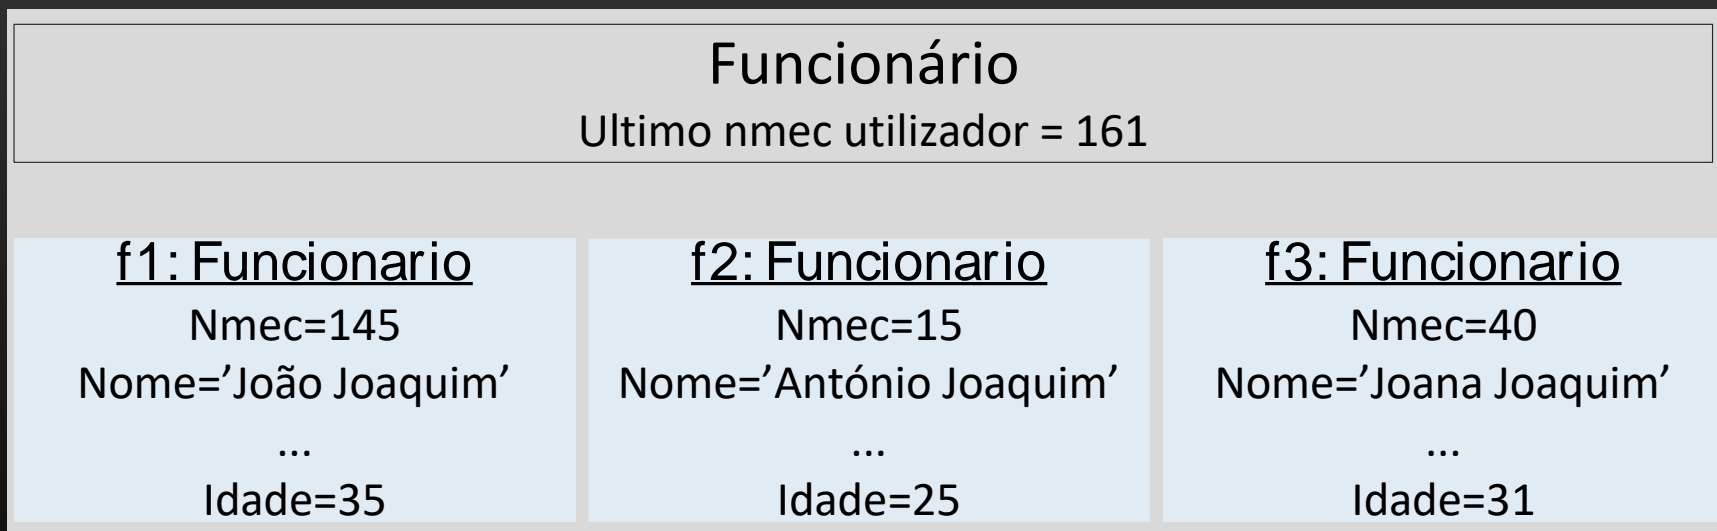 Funcionário
Ultimo nmec utilizador = 161
f1: Funcionario
Nmec=145
Nome=’João Joaquim’
...
Idade=35
f2: Funcionario
Nmec=15
Nome=’António Joaquim’
...
Idade=25
f3: Funcionario
Nmec=40
Nome=’Joana Joaquim’
...
Idade=31